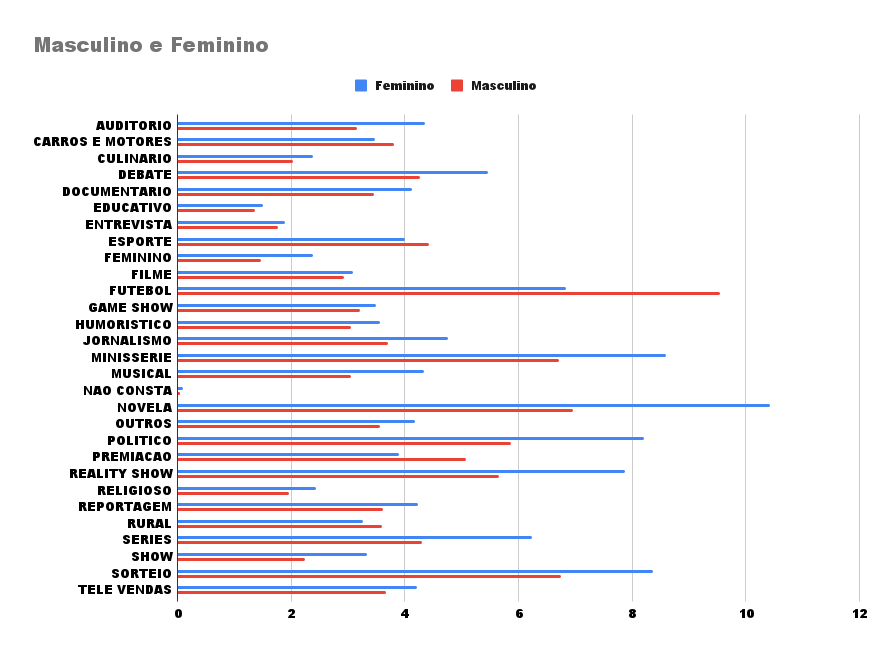 Masculino e Feminino
Feminino Masculino
AUDITORIO
CARROS E MOTORES
CULINARIO
DEBATE
DOCUMENTARIO
EDUCATIVO
ENTREVISTA
ESPORTE
FEMININO
FILME
FUTEBOL
GAME SHOW
HUMORISTICO
JORNALISMO
MINISSERIE
MUSICAL
NAO CONSTA
NOVELA
OUTROS
POLITICO
PREMIACAO
REALITY SHOW
RELIGIOSO
REPORTAGEM
RURAL
SERIES
SHOW
SORTEIO
TELE VENDAS
0 2 4 6 8 10 12